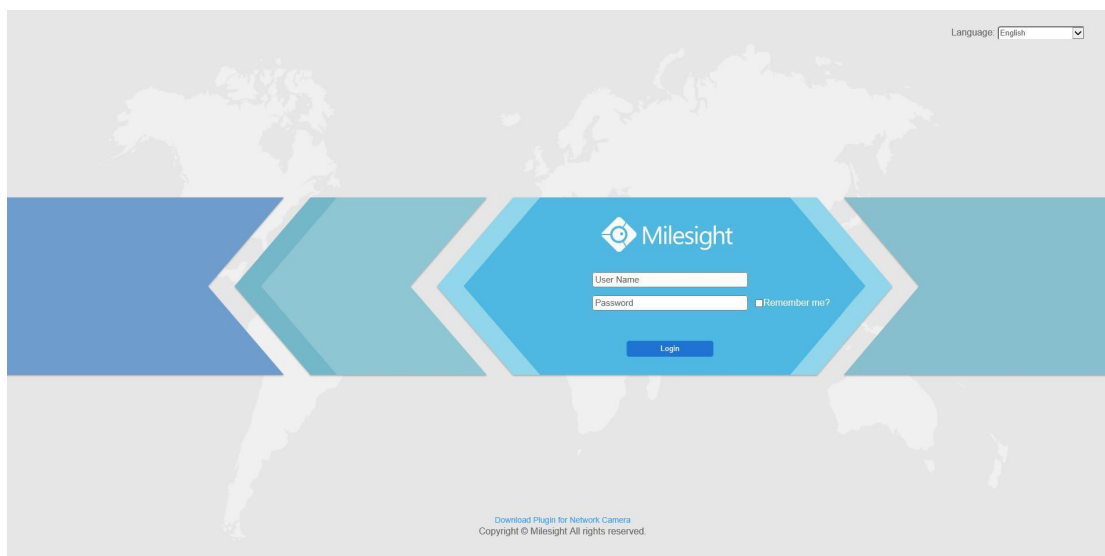 Language: English
Milesight
User Name
Password
Remember me?
Login
Download Plugin for Network Camera
Copyright © Milesight All rights reserved.